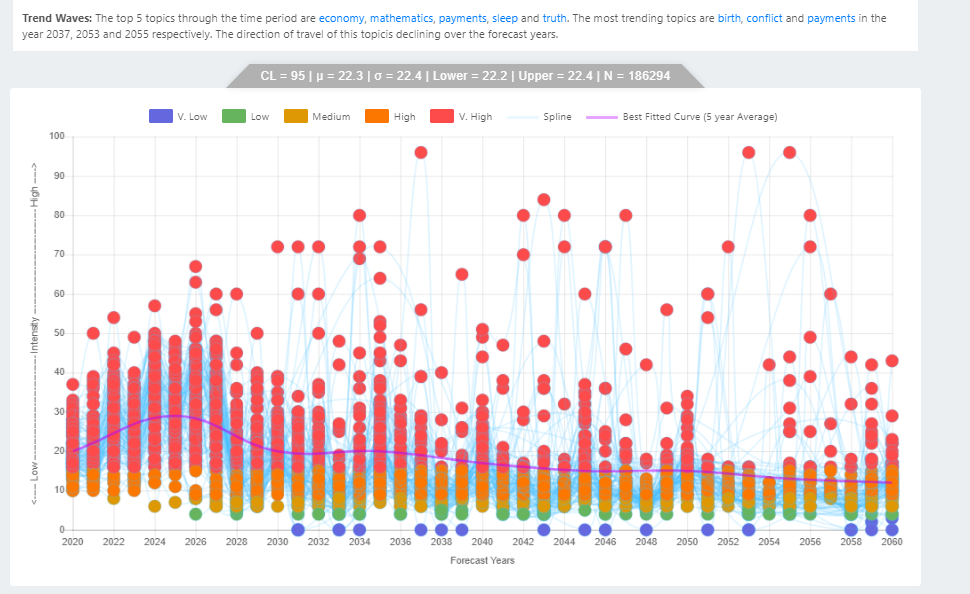 Trend Waves: The top 5 topics through the time period are economy, mathematics, payments, sleep and truth. The most trending topics are birth, conflict and payments in the
year 2037, 2053 and 2055 respectively. The direction of travel of this topicis declining over the forecast years.
CL = 95 | μ = 22.3 | σ = 22.4 | Lower = 22.2 | Upper = 22.4 | N = 186294
V. Low Low Medium High V. High Spline Best Fitted Curve (5 year Average)
<---- Low ---------------------------Intensity --------------------------- High ---->
100
90
80
70
60
50
40
30
20
10
0
2020 2022 2024 2026 2028 2030 2032 2034 2036 2038 2040 2042 2044 2046 2048 2050 2052 2054 2056 2058 2060
Forecast Years